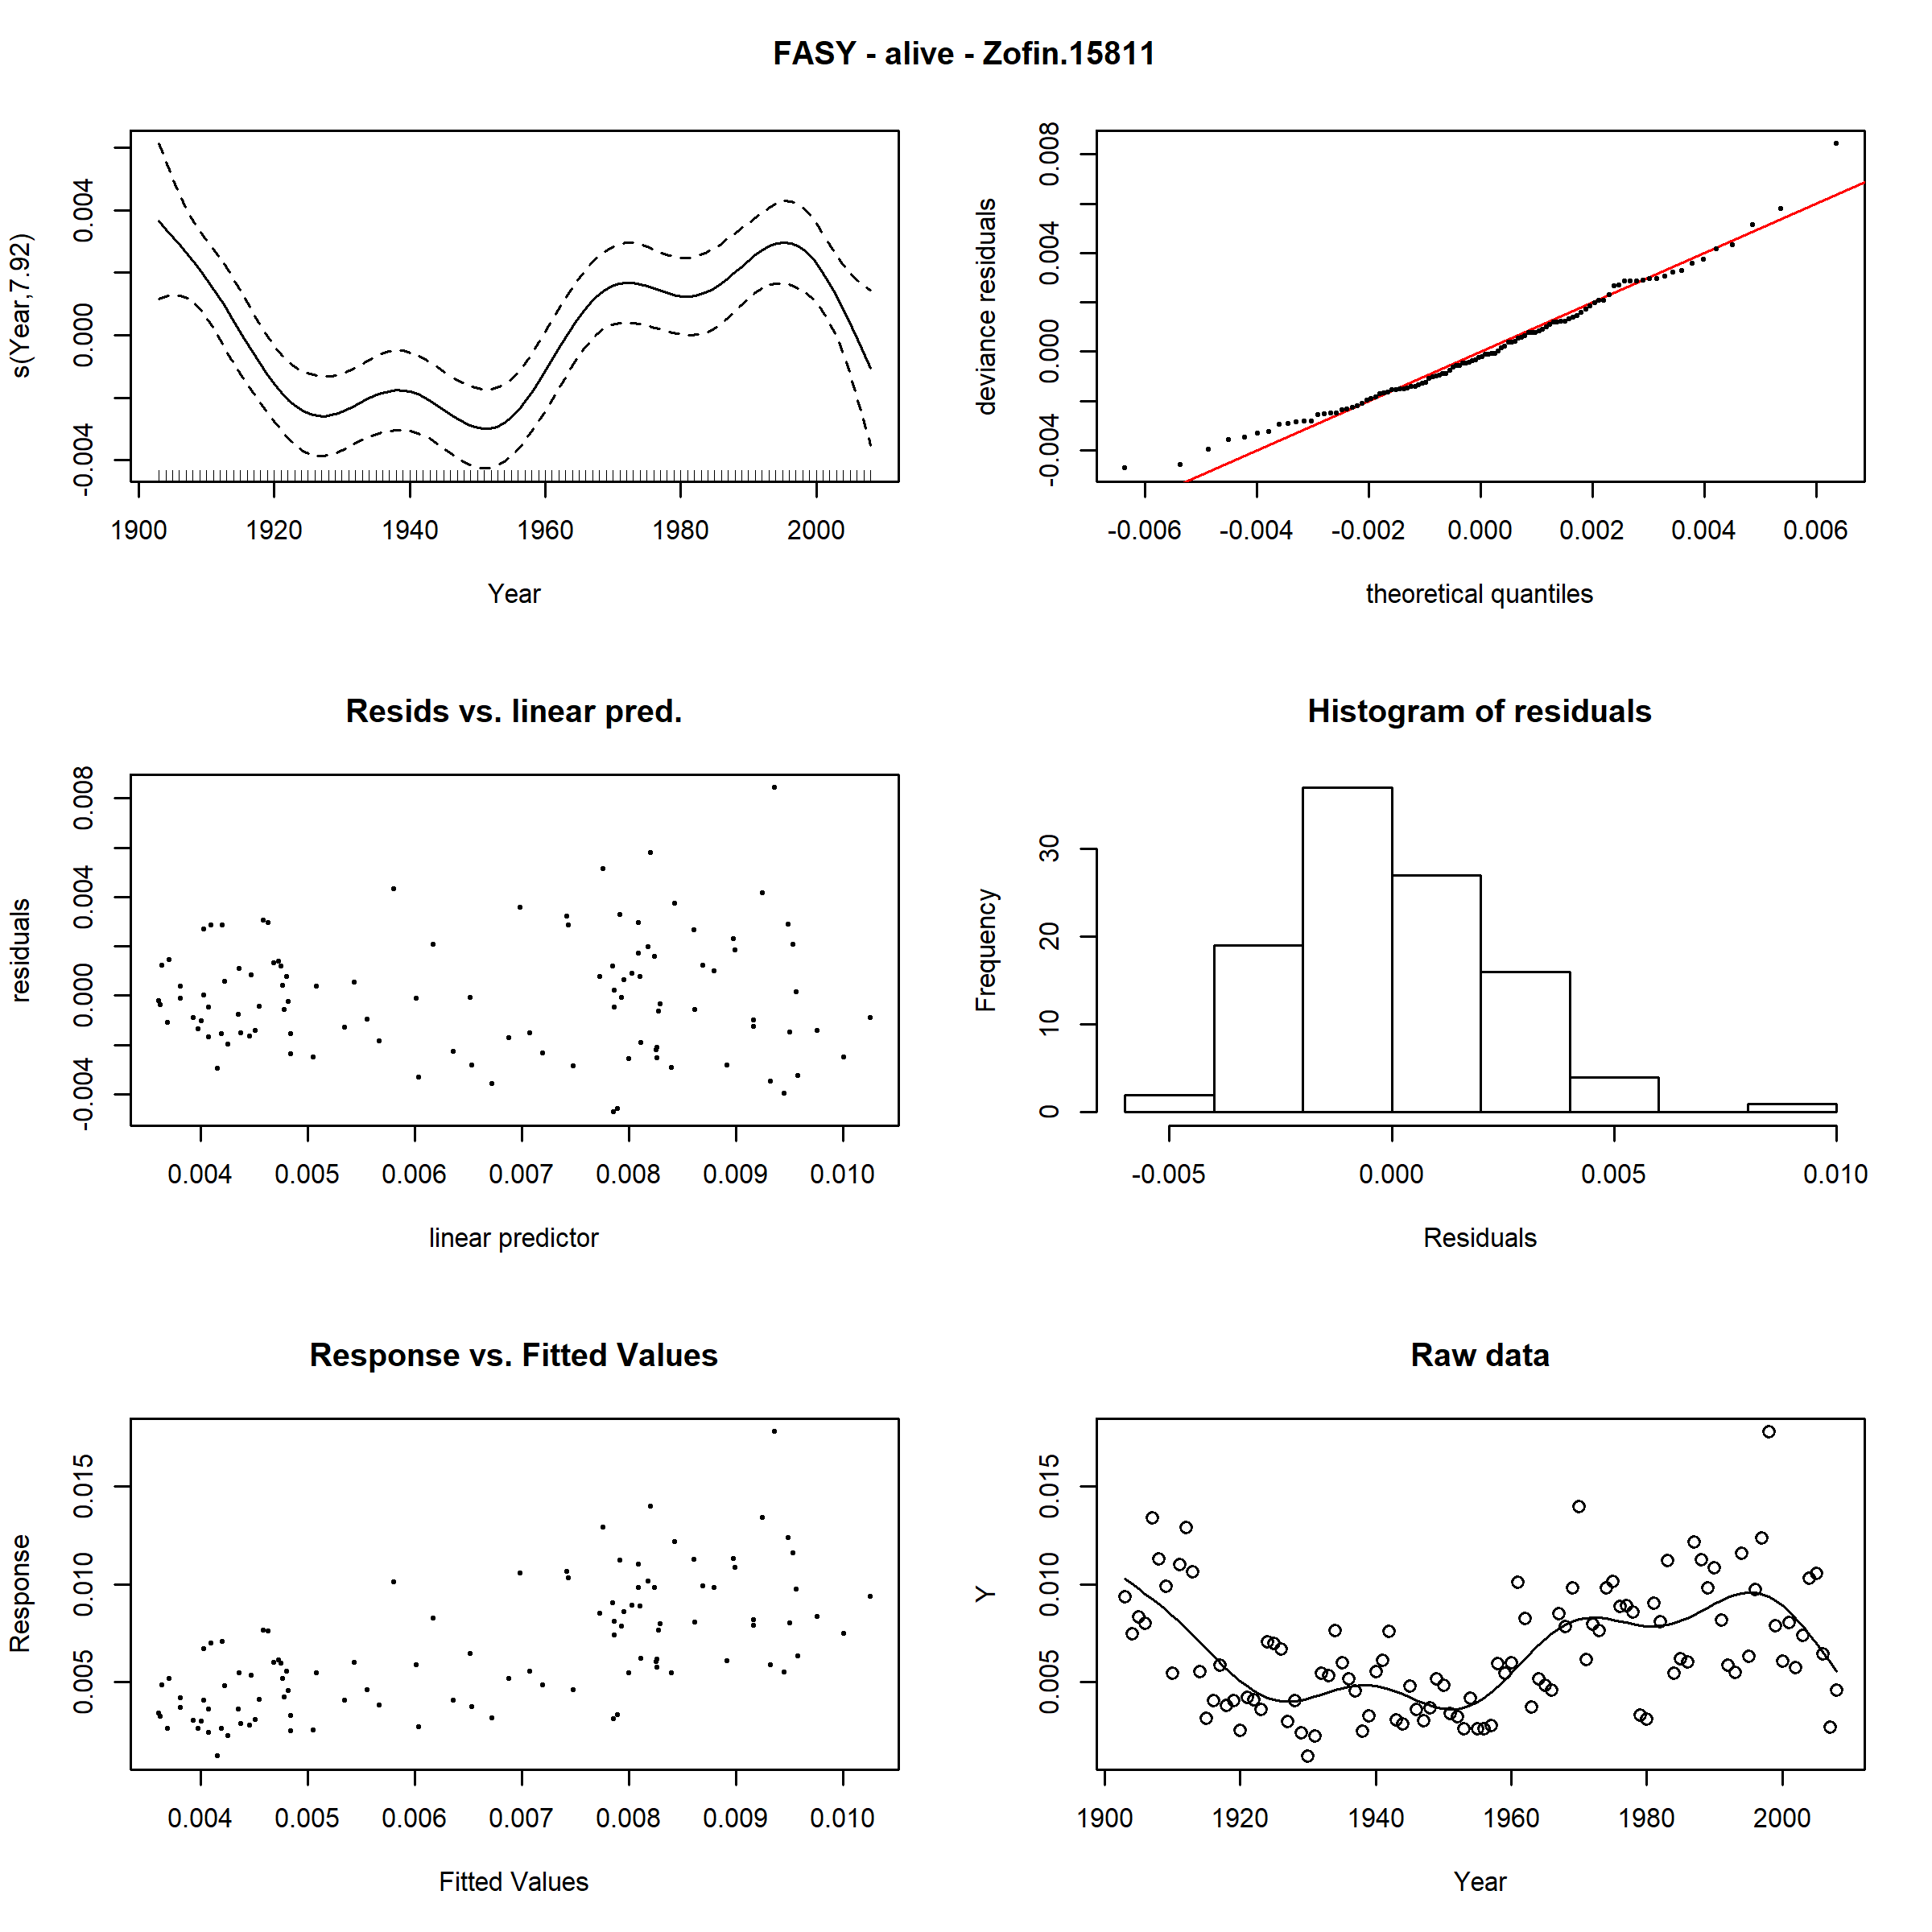 FASY - alive - Zofin.15811
s(Year,7.92)
-0.004 0.000 0.004
1900 1920 1940 1960 1980 2000
Year
deviance residuals
-0.004 0.000 0.004 0.008
-0.006 -0.004 -0.002 0.000 0.002 0.004 0.006
theoretical quantiles
Resids vs. linear pred.
residuals
-0.004 0.000 0.004 0.008
0.004 0.005 0.006 0.007 0.008 0.009 0.010
linear predictor
Histogram of residuals
Frequency
0 10 20 30
-0.005 0.000 0.005 0.010
Residuals
Response vs. Fitted Values
Response
0.005 0.010 0.015
0.004 0.005 0.006 0.007 0.008 0.009 0.010
Fitted Values
Raw data
Y
0.005 0.010 0.015
1900 1920 1940 1960 1980 2000
Year